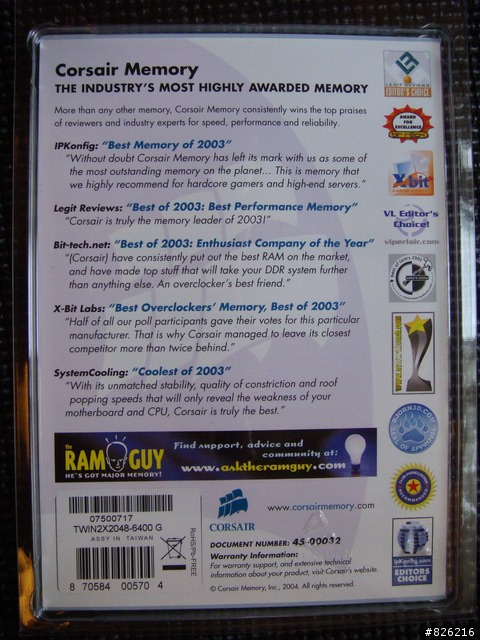 Corsair Memory
THE INDUSTRY'S MOST HIGHLY AWARDED MEMORY
More than any other memory, Corsair Memory consistently wins the top praises
of reviewers and industry experts for speed, performance and reliability.
IPKonfig: "Best Memory of 2003"
"Without doubt Corsair Memory has left its mark with us as some of
the most outstanding memory on the planet... This is memory that
we highly recommend for hardcore gamers and high-end servers."
Legit Reviews: "Best of 2003: Best Performance Memory"
"Corsair is truly the memory leader of 2003!"
Bit-tech.net: "Best of 2003: Enthusiast Company of the Year"
"[Corsair] have consistently put out the best RAM on the market,
and have made top stuff that will take your DDR system further
than anything else. An overclocker's best friend."
X-Bit Labs: "Best Overclockers' Memory, Best of 2003"
"Half of all our poll participants gave their votes for this particular
manufacturer. That is why Corsair managed to leave its closest
competitor more than twice behind."
SystemCooling: "Coolest of 2003"
"With its unmatched stability, quality of constriction and roof
popping speeds that will only reveal the weakness of your
motherboard and CPU, Corsair is truly the best."
LEGIT REVIEWS
EDITOR'S CHOICE
AWARD FOR
EXCELLENCE
X-bit
VL Editor's
Choice!
viperlair.com
BJORN3D.COM
SEAL OF APPROVAL
RECOMMENDED
ipKonfig.com
EDITORS
CHOICE
the
RAM GUY
HE'S GOT MAJOR MEMORY!
Find support, advice and
community at:
www.asktheramguy.com
07500717
TWIN2X2048-6400 G
ASSY IN TAIWAN
RoHS/Pb-FREE
8 70584 00570 4
CORSAIR
www.corsairmemory.com
DOCUMENT NUMBER: 45-00032
Warranty Information:
For warranty support, and extensive technical
information about your product, visit Corsair's website.
© Corsair Memory, Inc., 2004. All rights reserved.
#826216